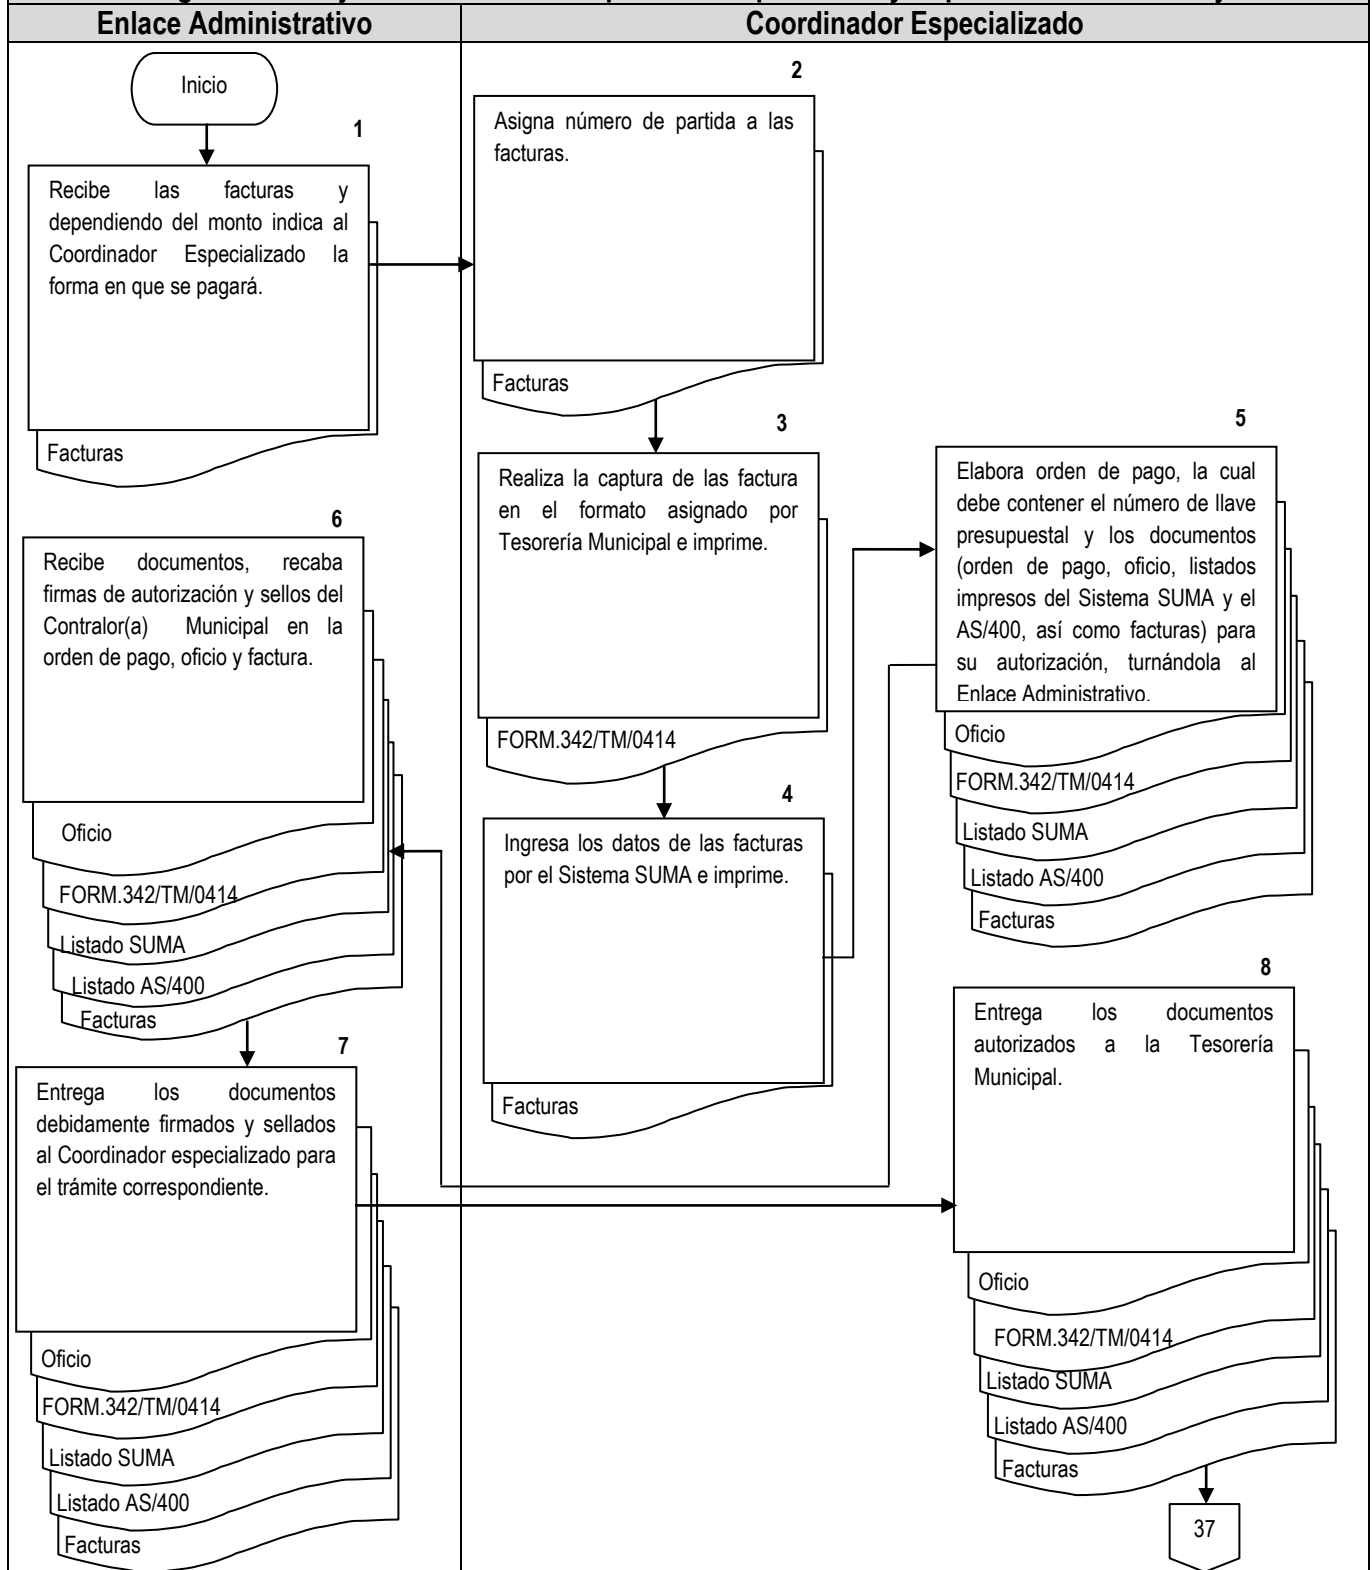 Enlace Administrativo
Coordinador Especializado
Inicio
1
Recibe las facturas y
dependiendo del monto indica al
Coordinador Especializado la
forma en que se pagará.
Facturas
2
Asigna número de partida a las
facturas.
Facturas
3
Realiza la captura de las factura
en el formato asignado por
Tesorería Municipal e imprime.
FORM.342/TM/0414
4
Ingresa los datos de las facturas
por el Sistema SUMA e imprime.
Facturas
5
Elabora orden de pago, la cual
debe contener el número de llave
presupuestal y los documentos
(orden de pago, oficio, listados
impresos del Sistema SUMA y el
AS/400, así como facturas) para
su autorización, turnándola al
Enlace Administrativo.
Oficio
FORM.342/TM/0414
Listado SUMA
Listado AS/400
Facturas
6
Recibe documentos, recaba
firmas de autorización y sellos del
Contralor(a) Municipal en la
orden de pago, oficio y factura.
Oficio
FORM.342/TM/0414
Listado SUMA
Listado AS/400
Facturas
7
Entrega los documentos
debidamente firmados y sellados
al Coordinador especializado para
el trámite correspondiente.
Oficio
FORM.342/TM/0414
Listado SUMA
Listado AS/400
Facturas
8
Entrega los documentos
autorizados a la Tesorería
Municipal.
Oficio
FORM.342/TM/0414
Listado SUMA
Listado AS/400
Facturas
37